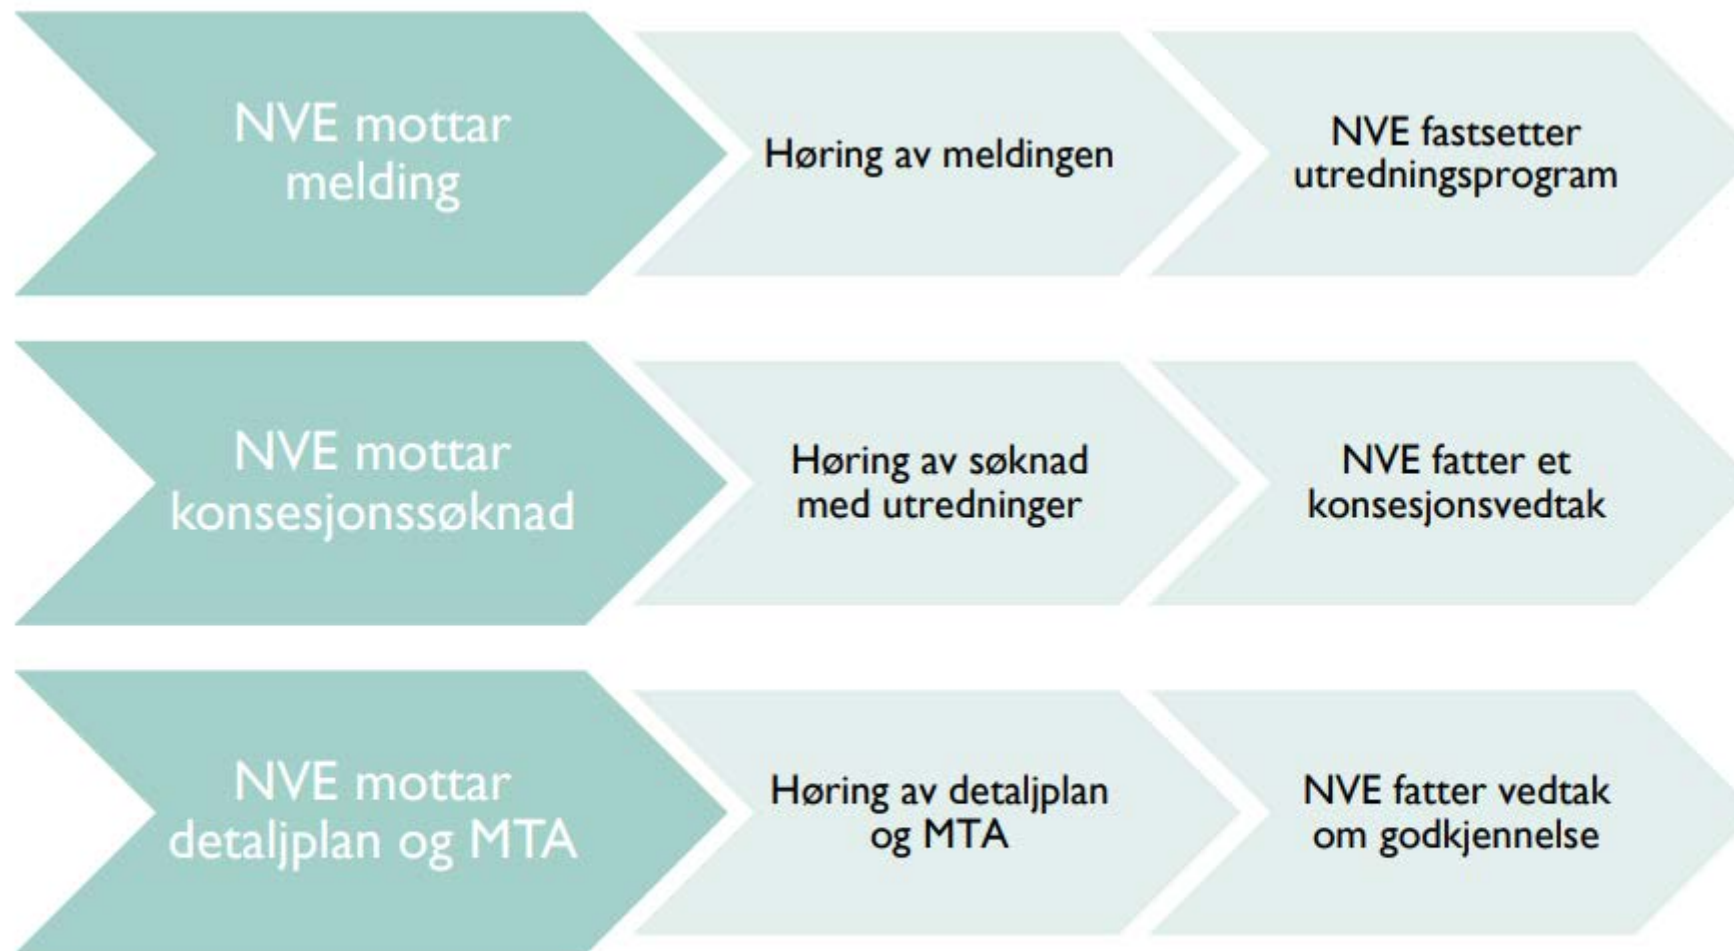 NVE mottar
melding
Høring av meldingen
NVE fastsetter
utredningsprogram
NVE mottar
konsesjonssøknad
Høring av søknad
med utredninger
NVE fatter et
konsesjonsvedtak
NVE mottar
detaljplan og MTA
Høring av detaljplan
og MTA
NVE fatter vedtak
om godkjennelse